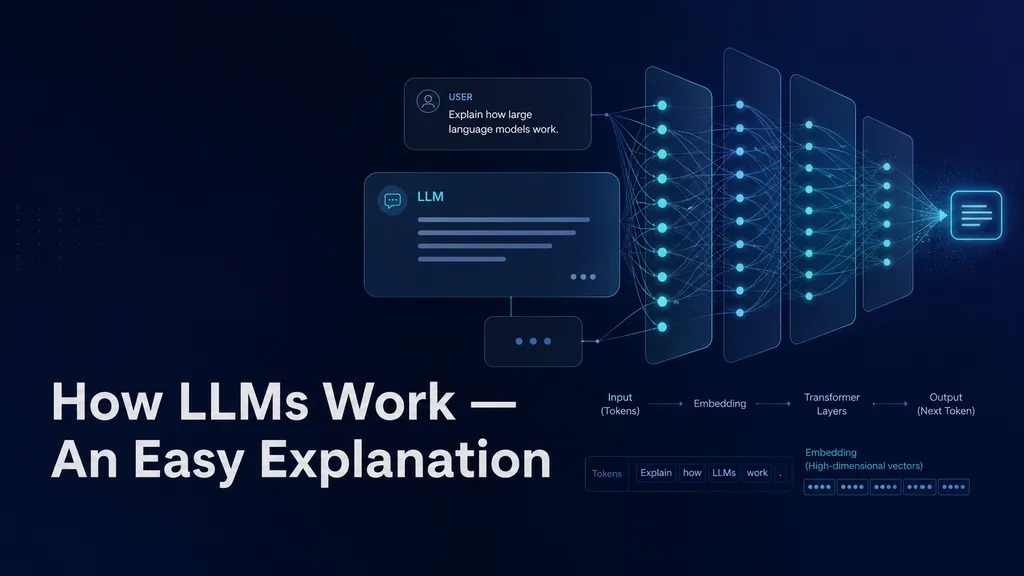 USER
Explain how large
language models work.
LLM
How LLMs Work —
An Easy Explanation
Input
(Tokens)
Embedding
Transformer
Layers
Output
(Next Token)
Tokens
Explain how LLMs work .
Embedding
(High-dimensional vectors)